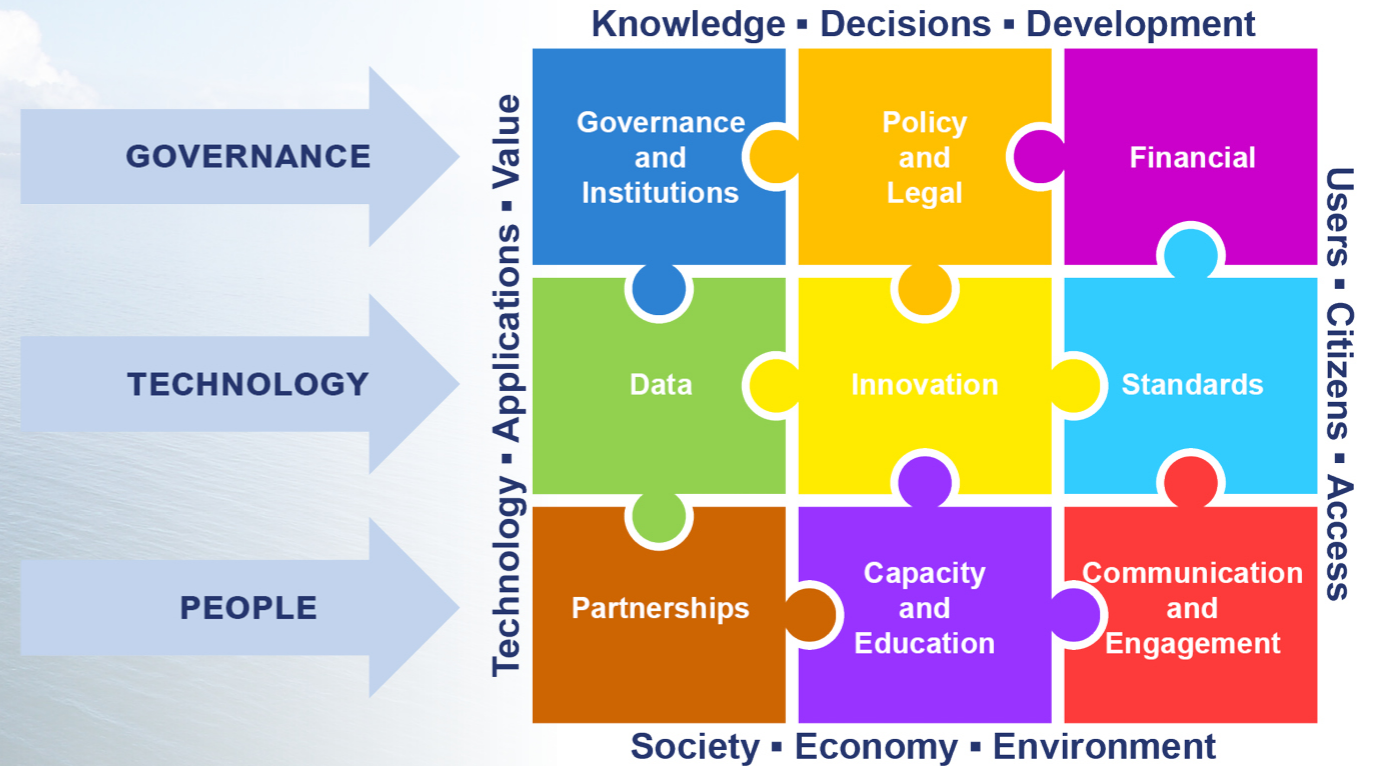 Knowledge ▪ Decisions ▪ Development
GOVERNANCE
Governance
and
Institutions
Policy
and
Legal
Financial
Technology ▪ Applications ▪ Value
Users ▪ Citizens ▪ Access
TECHNOLOGY
Data
Innovation
Standards
PEOPLE
Partnerships
Capacity
and
Education
Communication
and
Engagement
Society ▪ Economy ▪ Environment